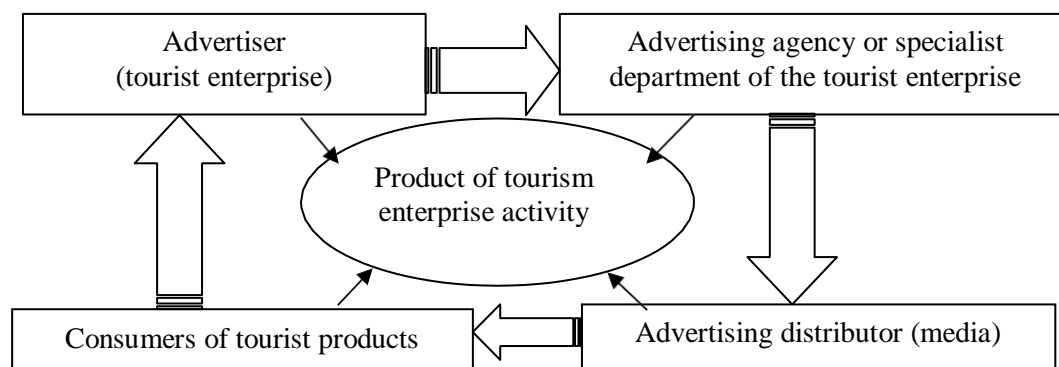 Advertiser
(tourist enterprise)
Advertising agency or specialist
department of the tourist enterprise
Product of tourism
enterprise activity
Consumers of tourist products
Advertising distributor (media)